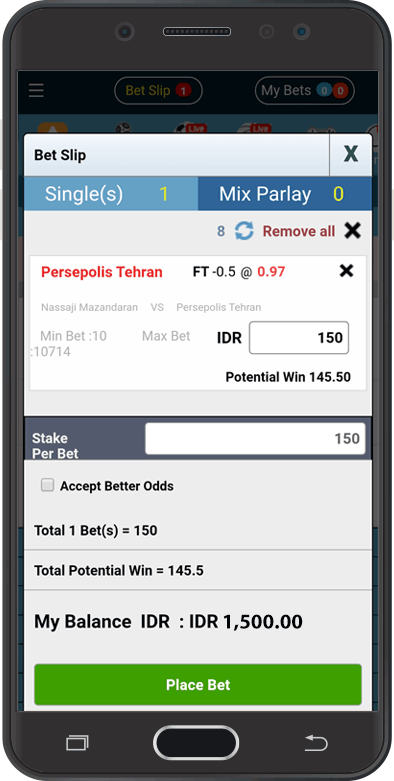 Bet Slip 1
My Bets 0 0
Live
Live
Bet Slip X
Single(s) 1
Mix Parlay 0
8 Remove all
Persepolis Tehran FT -0.5 @ 0.97
Nassaji Mazandaran VS Persepolis Tehran
Min Bet :10 Max Bet
:10714
IDR 150
Potential Win 145.50
Stake
Per Bet
150
Accept Better Odds
Total 1 Bet(s) = 150
Total Potential Win = 145.5
My Balance IDR : IDR 1,500.00
Place Bet